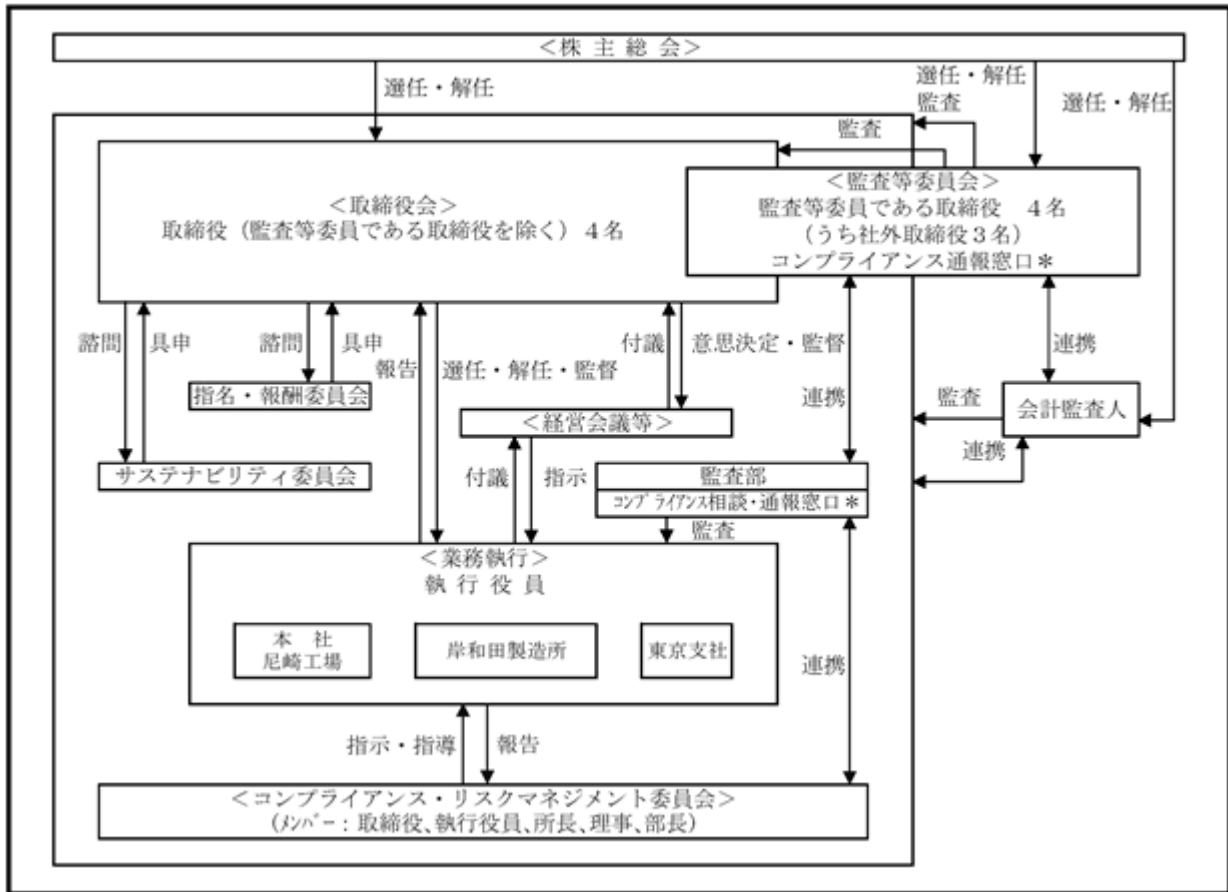 ＜株 主 総 会＞
選任・解任
選任・解任
監査
選任・解任
監査
＜取締役会＞
取締役（監査等委員である取締役を除く）４名
＜監査等委員会＞
監査等委員である取締役　４名
（うち社外取締役３名）
コンプライアンス通報窓口＊
諮問
具申
諮問
具申
報告
選任・解任・監督
付議
意思決定・監督
連携
連携
指名・報酬委員会
＜経営会議等＞
監査
会計監査人
連携
サステナビリティ委員会
付議
指示
監査部
ｺﾝﾌﾟﾗｲｱﾝｽ相談・通報窓口＊
監査
＜業務執行＞
執 行 役 員
本　社
尼崎工場
岸和田製造所
東京支社
連携
指示・指導
報告
＜コンプライアンス・リスクマネジメント委員会＞
（ﾒﾝﾊﾞｰ：取締役､執行役員､所長､理事､部長）